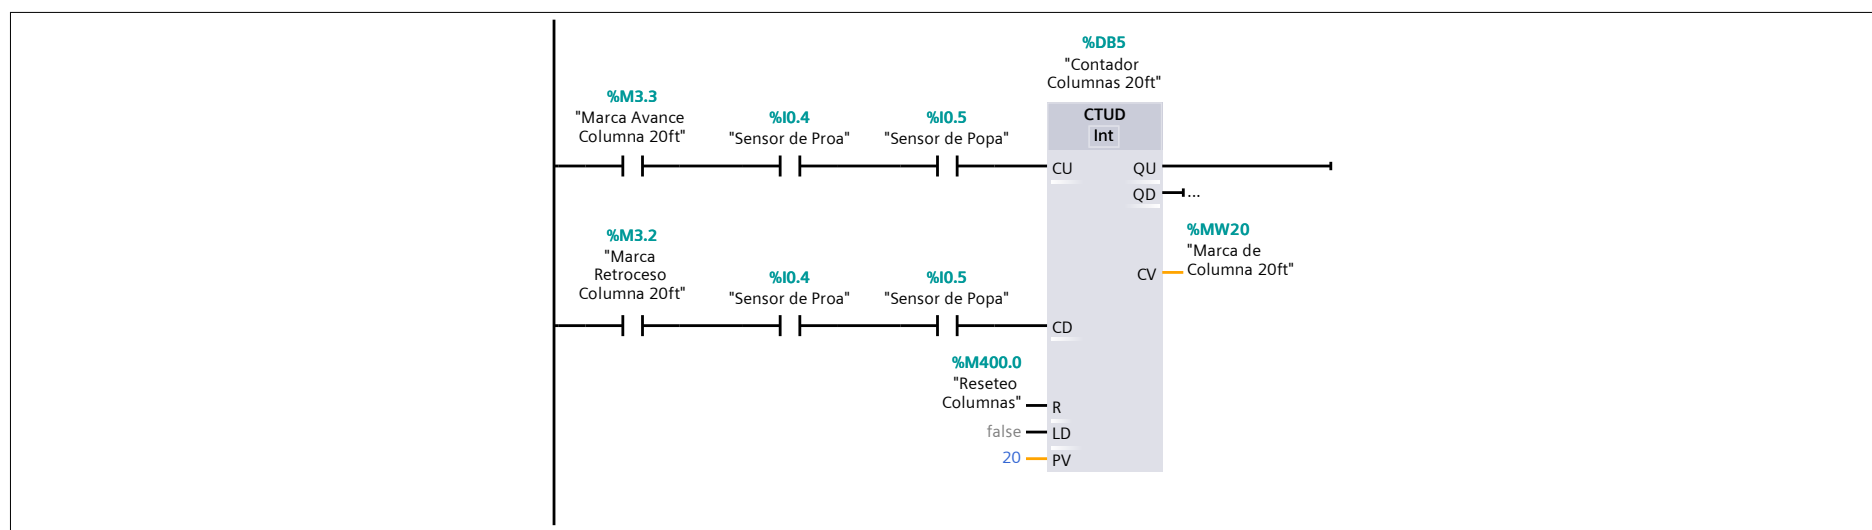 %DB5
"Contador
Columnas 20ft"
%M3.3
"Marca Avance
Columna 20ft"
%I0.4
"Sensor de Proa"
%I0.5
"Sensor de Popa"
CTUD
Int
CU
QU
QD
...
%MW20
"Marca de
Columna 20ft"
CV
%M3.2
"Marca
Retroceso
Columna 20ft"
%I0.4
"Sensor de Proa"
%I0.5
"Sensor de Popa"
CD
%M400.0
"Reseteo
Columnas"
R
false
LD
20
PV